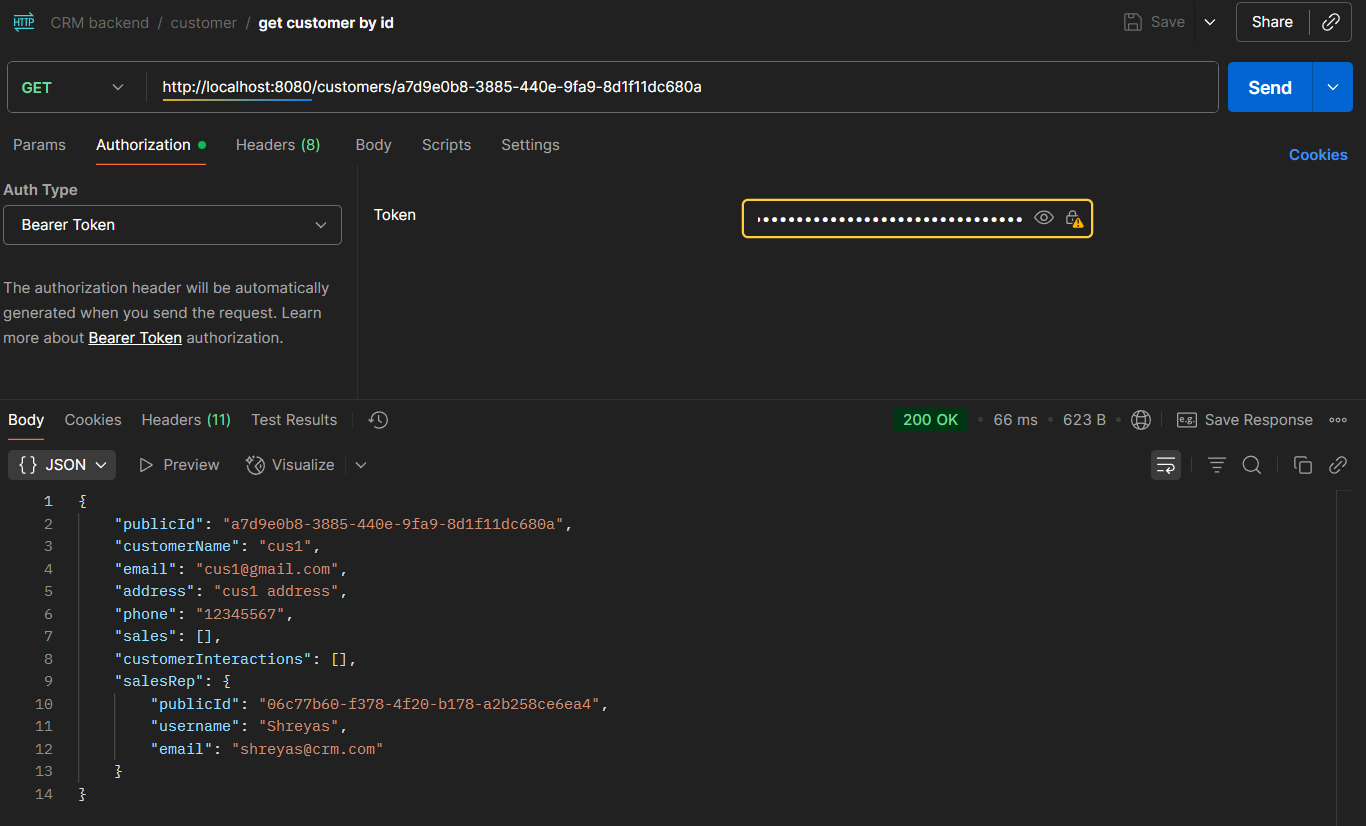 HTTP CRM backend / customer / get customer by id Save Share
GET http://localhost:8080/customers/a7d9e0b8-3885-440e-9fa9-8d1f11dc680a Send
Params Authorization Headers (8) Body Scripts Settings Cookies
Auth Type
Bearer Token
Token ••••••••••••••••••••••••••••••
The authorization header will be automatically
generated when you send the request. Learn
more about Bearer Token authorization.
Body Cookies Headers (11) Test Results 200 OK • 66 ms • 623 B e.g. Save Response
{} JSON Preview Visualize
1 {
2 "publicId": "a7d9e0b8-3885-440e-9fa9-8d1f11dc680a",
3 "customerName": "cus1",
4 "email": "cus1@gmail.com",
5 "address": "cus1 address",
6 "phone": "12345567",
7 "sales": [],
8 "customerInteractions": [],
9 "salesRep": {
10 "publicId": "06c77b60-f378-4f20-b178-a2b258ce6ea4",
11 "username": "Shreyas",
12 "email": "shreyas@crm.com"
13 }
14 }